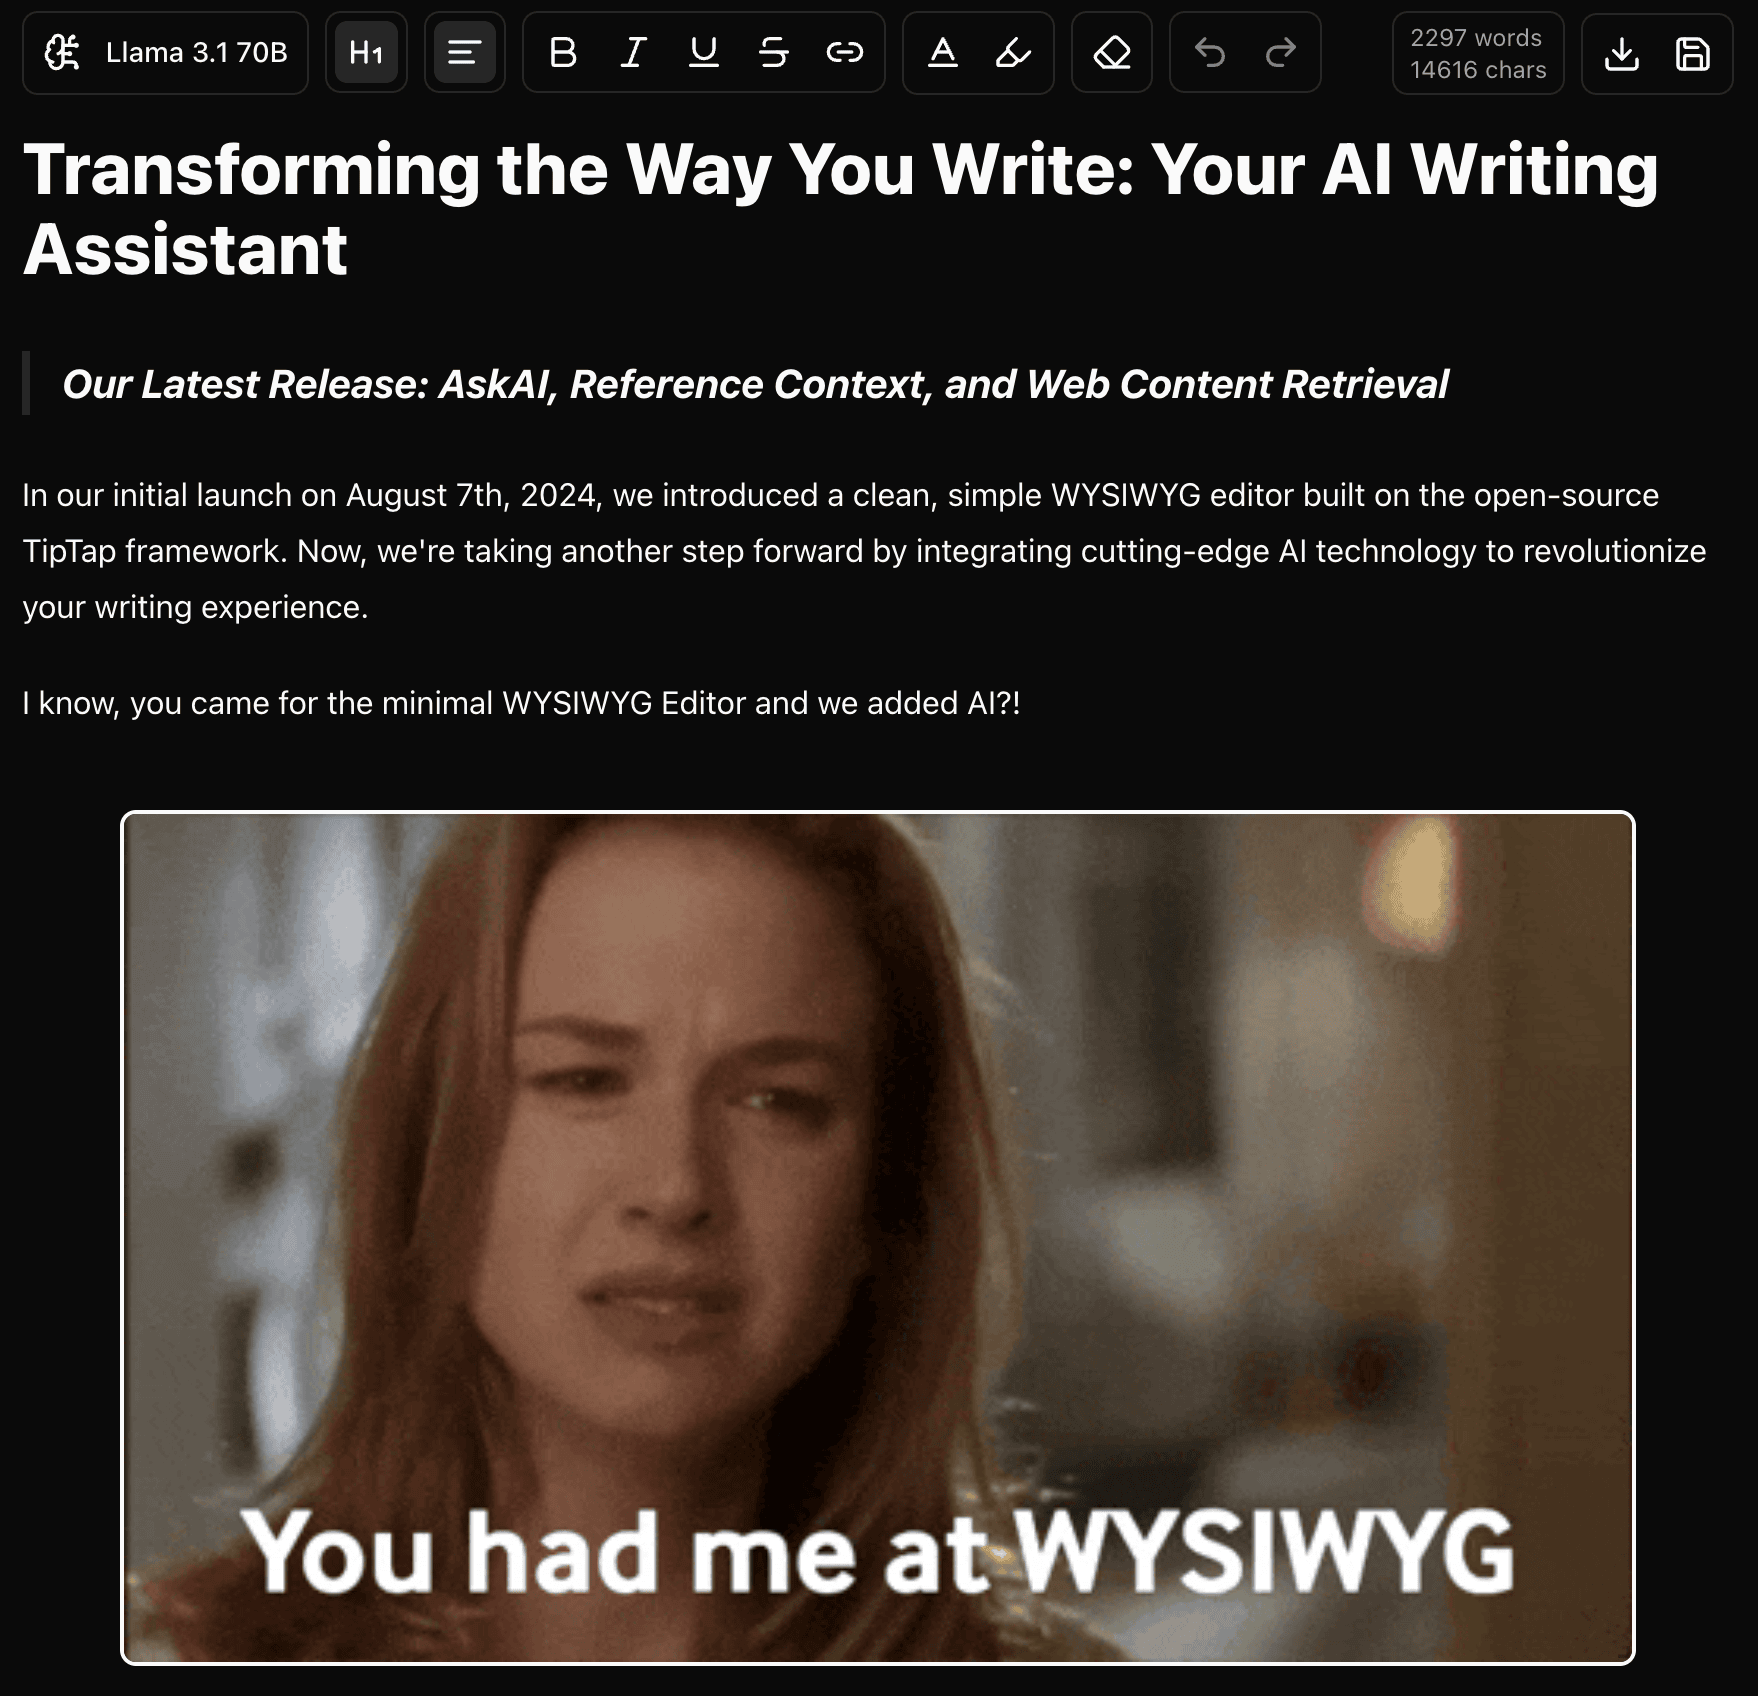 Llama 3.1 70B
H1
2297 words
14616 chars
Transforming the Way You Write: Your AI Writing
Assistant
Our Latest Release: AskAI, Reference Context, and Web Content Retrieval
In our initial launch on August 7th, 2024, we introduced a clean, simple WYSIWYG editor built on the open-source
TipTap framework. Now, we're taking another step forward by integrating cutting-edge AI technology to revolutionize
your writing experience.
I know, you came for the minimal WYSIWYG Editor and we added AI?!
You had me at WYSIWYG